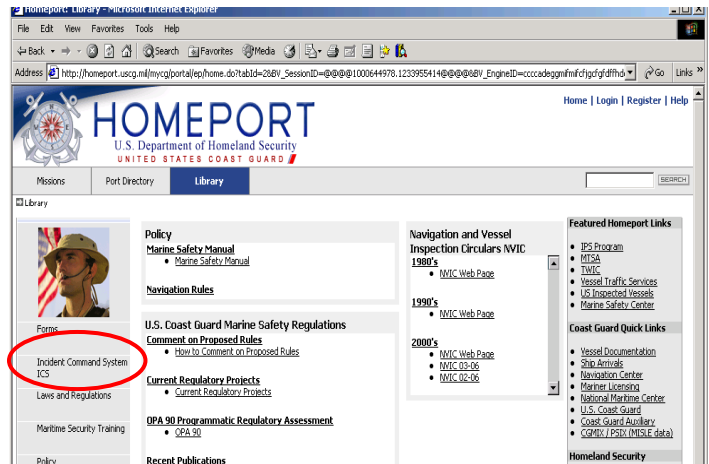 Homeport: Library - Microsoft Internet Explorer
File Edit View Favorites Tools Help
Back Search Favorites Media
Address http://homeport.uscg.mil/mycg/portal/ep/home.do?tabId=2&BV_SessionID=@@@@1000644978.1233955414@@@@&BV_EngineID= Go Links »
Home | Login | Register | Help
HOMEPORT
U.S. Department of Homeland Security
UNITED STATES COAST GUARD
Missions Port Directory Library SEARCH
Library
Forms
Incident Command System
ICS
Laws and Regulations
Maritime Security Training
Policy
Policy
Marine Safety Manual
• Marine Safety Manual
Navigation Rules
U.S. Coast Guard Marine Safety Regulations
Comment on Proposed Rules
• How to Comment on Proposed Rules
Current Regulatory Projects
• Current Regulatory Projects
OPA 90 Programmatic Regulatory Assessment
• OPA 90
Recent Publications
Navigation and Vessel
Inspection Circulars NVIC
1980's
• NVIC Web Page
1990's
• NVIC Web Page
2000's
• NVIC Web Page
• NVIC 03-06
• NVIC 02-06
Featured Homeport Links
• IPS Program
• MTSA
• TWIC
• Vessel Traffic Services
• US Inspected Vessels
• Marine Safety Center
Coast Guard Quick Links
• Vessel Documentation
• Ship Arrivals
• Navigation Center
• Mariner Licensing
• National Maritime Center
• U.S. Coast Guard
• Coast Guard Auxiliary
• CGMIX / PSIX (MISLE data)
Homeland Security